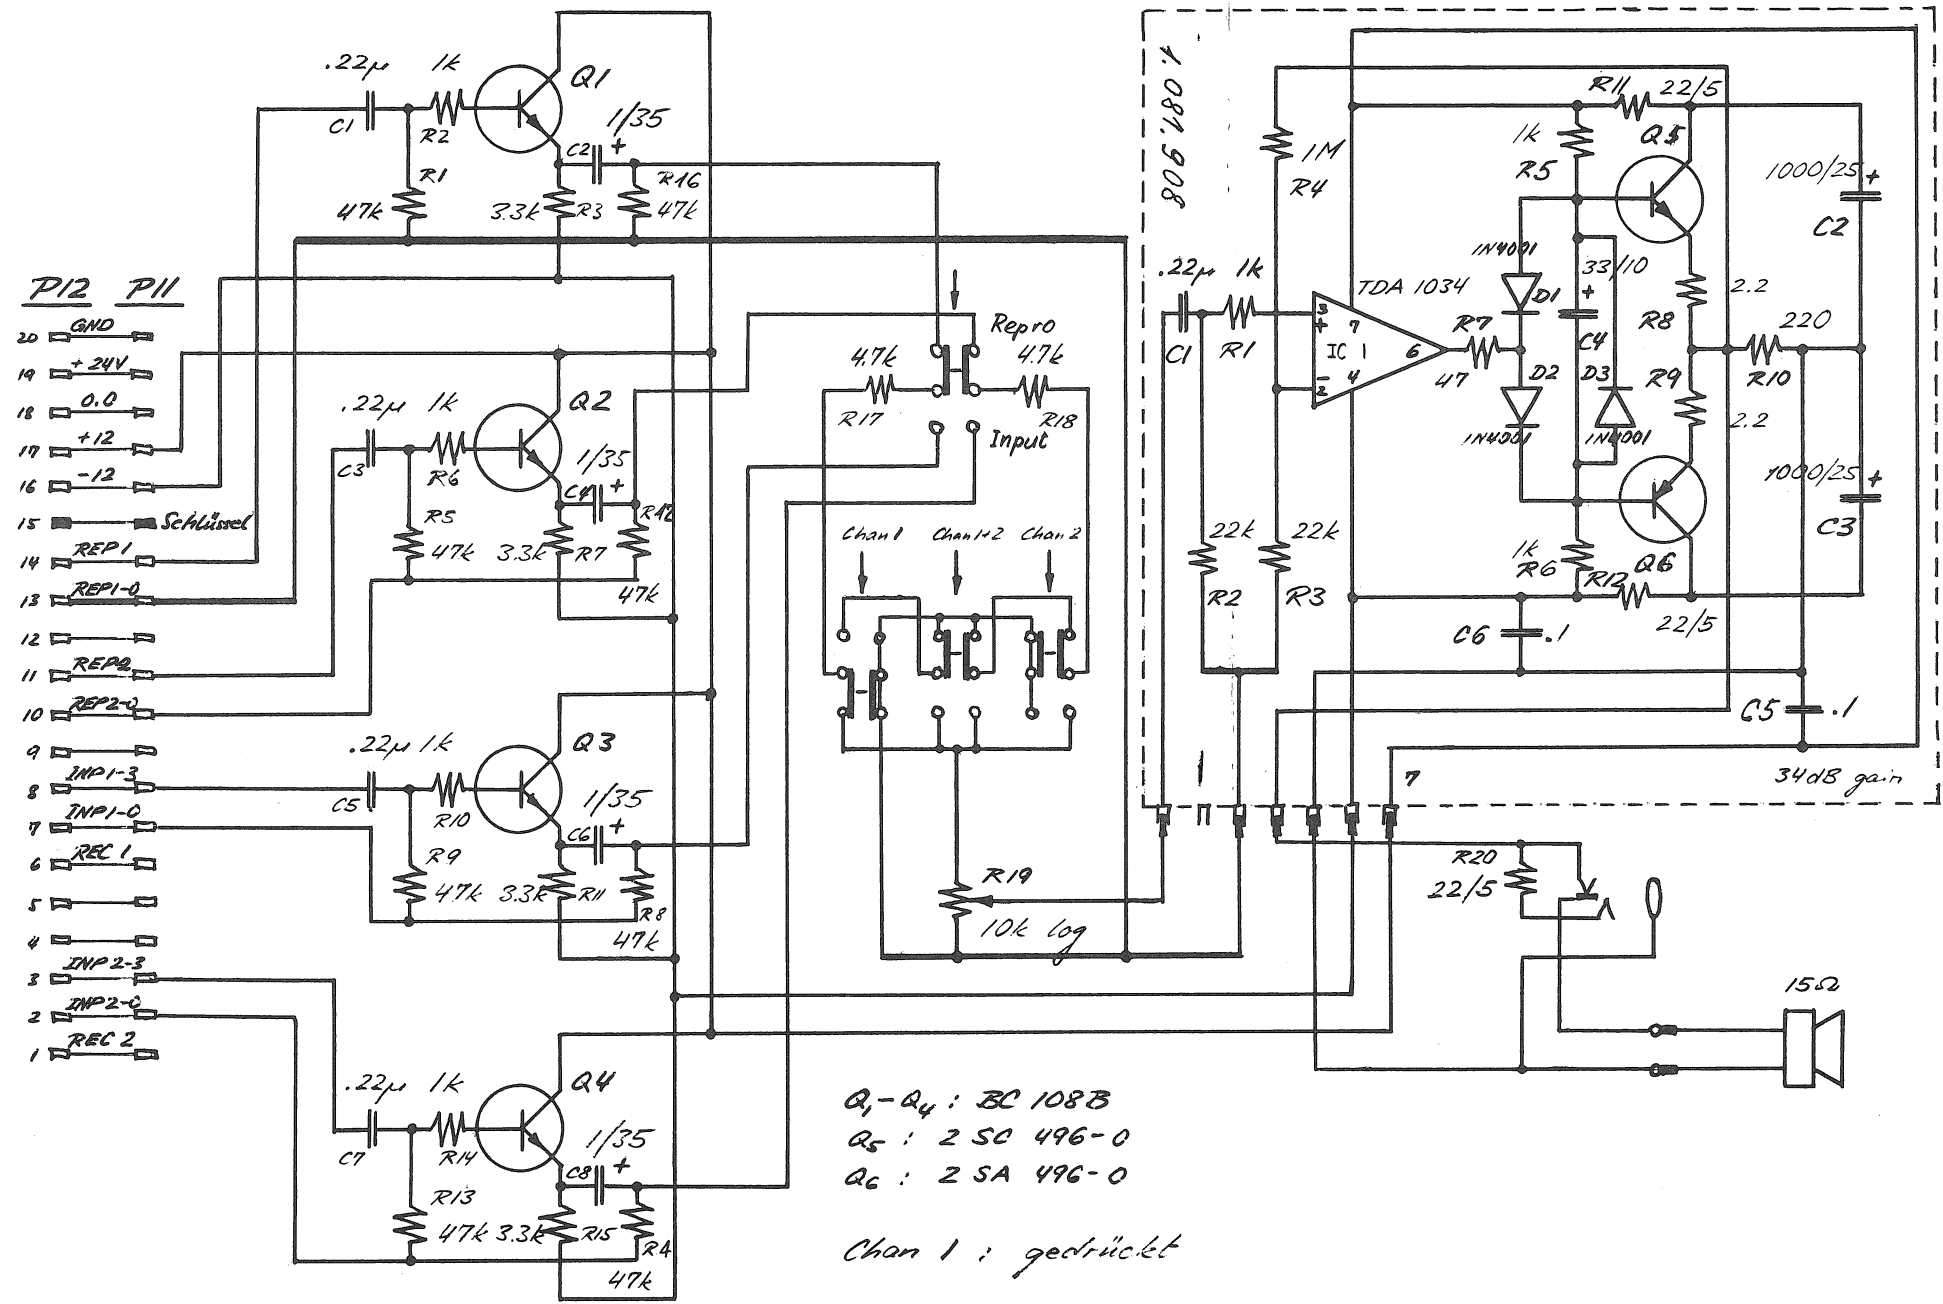 P12 P11
20 GND
19 +24V
18 0.0
17 +12
16 -12
15 Schlüssel
14 REP1
13 REP1-0
12
11 REP2
10 REP2-0
9
8 INP1-3
7 INP1-0
6 REC 1
5
4
3 INP2-3
2 INP2-0
1 REC 2
.22µ 1k Q1
C1 R2 C2 1/35 +
R1 R16
47k 3.3k R3 47k
.22µ 1k Q2
C3 R6 C4 1/35 +
R5 R12
47k 3.3k R7
47k
.22µ 1k Q3
C5 R10 C6 1/35 +
R9
47k 3.3k R11 R8
47k
.22µ 1k Q4
C7 R14 C8 1/35 +
R13
47k 3.3k R15 R4
47k
Repro
4.7k 4.7k
R17 R18
Input
Chan 1 Chan 1+2 Chan 2
R19
10k log
1.081.908
R11 22/5
1k Q5
R5
1M
R4
1000/25 +
C2
1N4001
33/10
+
D1
C4
.22µ 1k
C1 R1
TDA 1034
3
+
7
IC 1 6
-
2
4
R7
47
2.2
R8
220
R10
D2 D3
R9
2.2
1N4001 1N4001
1000/25 +
C3
22k 22k
R2 R3
1k
R6 R12 Q6
22/5
C6 .1
C5 .1
7
34dB gain
R20
22/5
15Ω
Q1-Q4 : BC 108B
Q5 : 2 SC 496-0
Q6 : 2 SA 496-0
Chan 1 : gedrückt